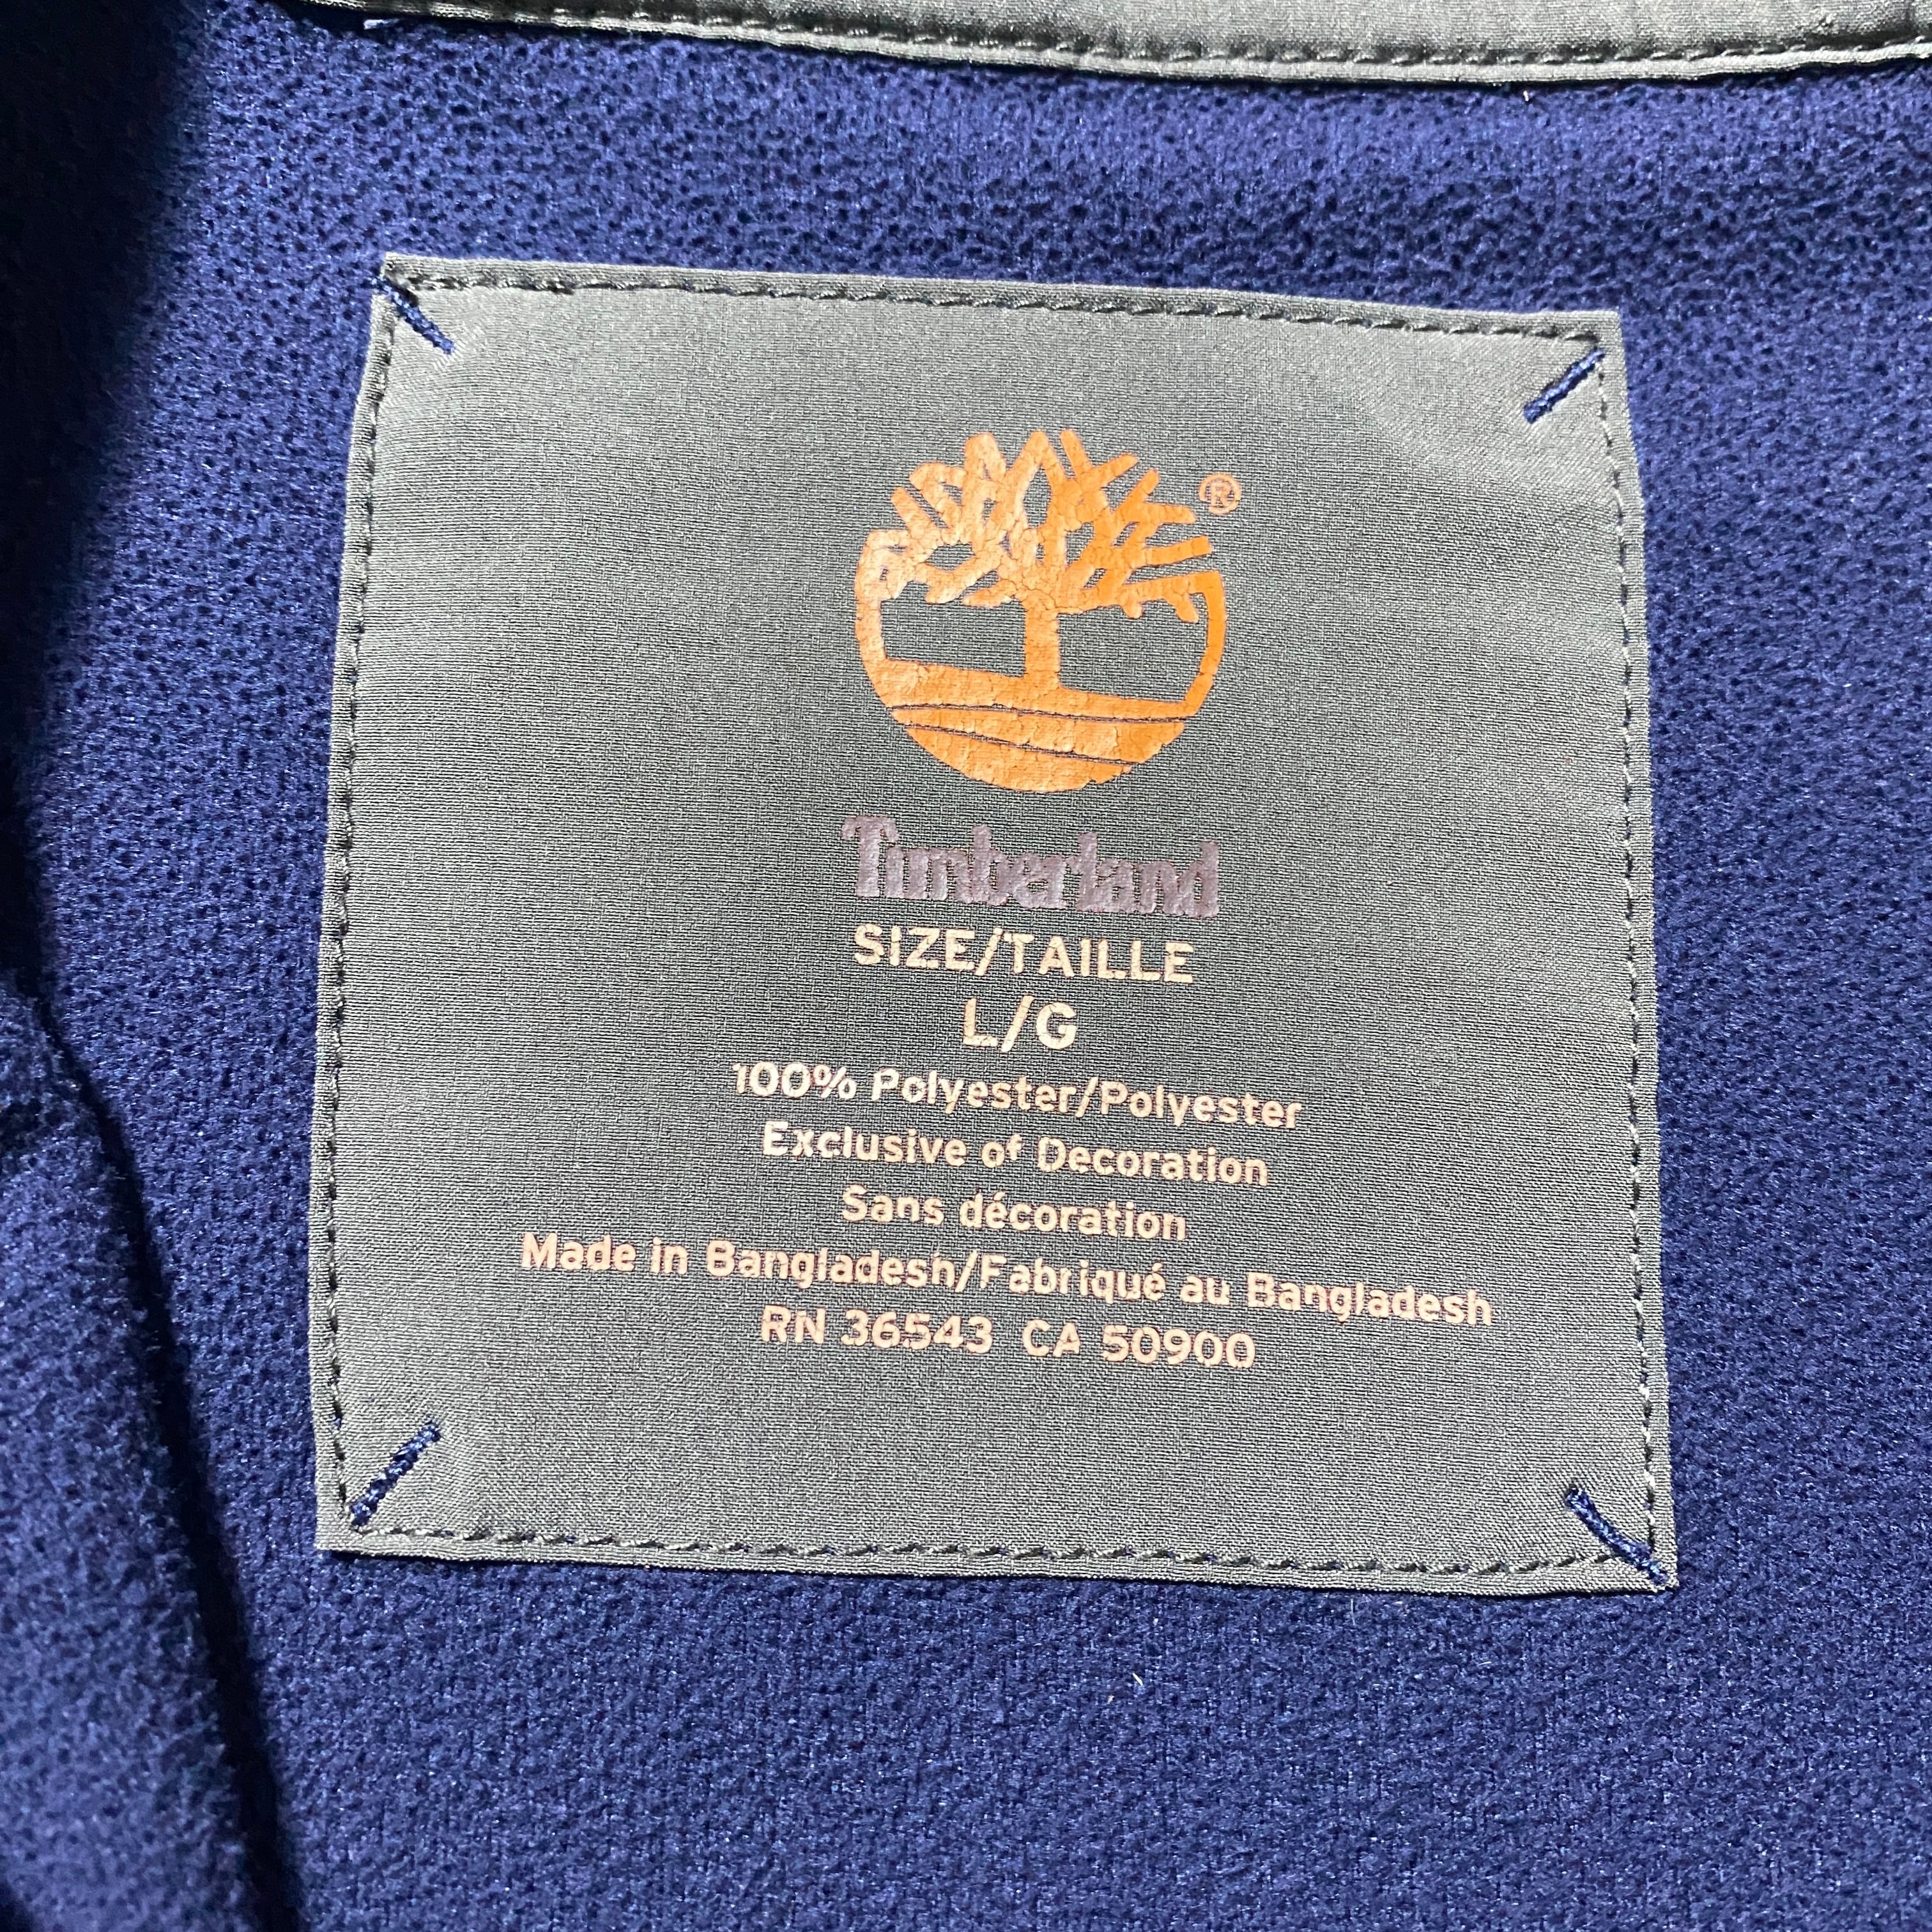 ®
Timberland
SIZE/TAILLE
L/G
100% Polyester/Polyester
Exclusive of Decoration
Sans décoration
Made in Bangladesh/Fabriqué au Bangladesh
RN 36543 CA 50900